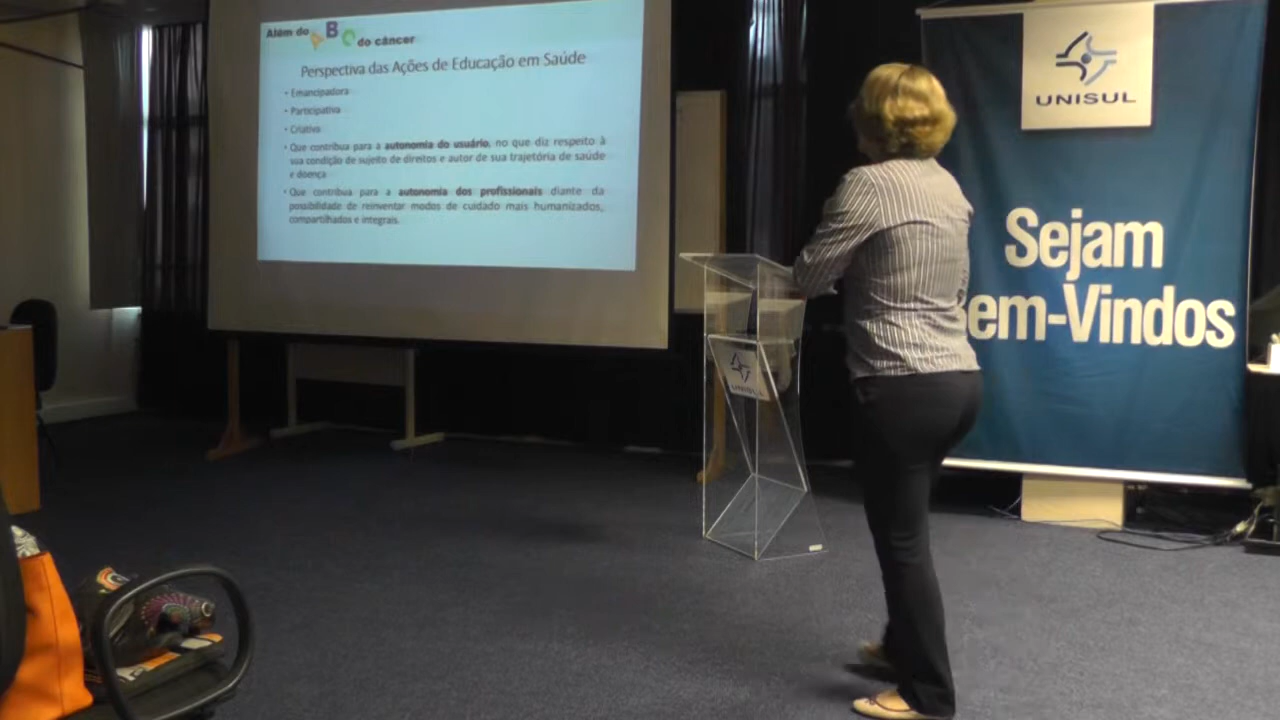 Além do ABC do câncer
Perspectiva das Ações de Educação em Saúde
• Emancipadora
• Participativa
• Criativa
• Que contribua para a autonomia do usuário, no que diz respeito à
sua condição de sujeito de direitos e autor de sua trajetória de saúde
e doença
• Que contribua para a autonomia dos profissionais diante da
possibilidade de reinventar modos de cuidado mais humanizados,
compartilhados e integrais.
UNISUL
Sejam
em-Vindos
UNISUL